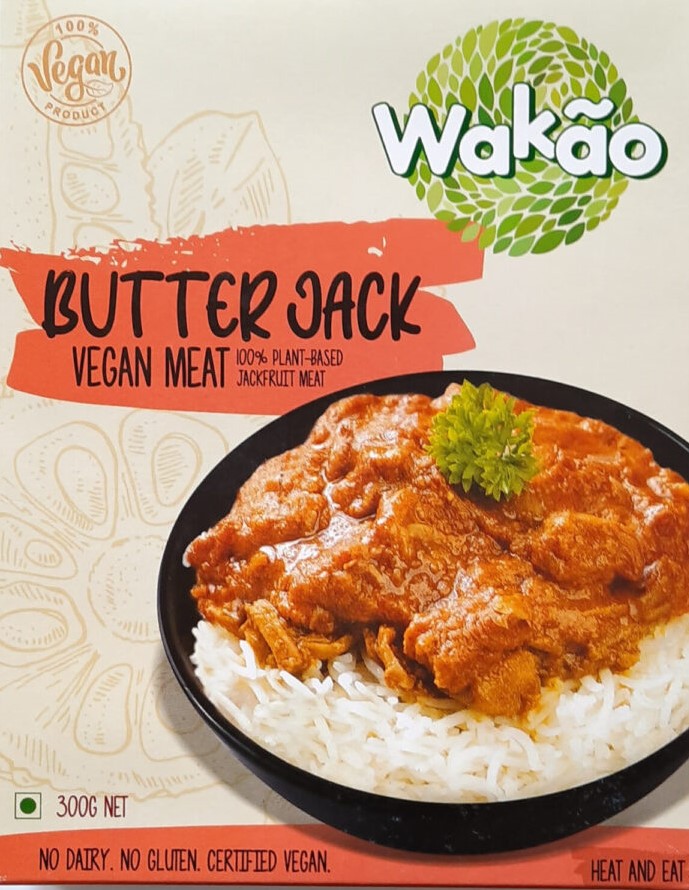 100%
Vegan
PRODUCT
Wakão
BUTTER JACK
VEGAN MEAT 100% PLANT-BASED
JACKFRUIT MEAT
300G NET
NO DAIRY. NO GLUTEN. CERTIFIED VEGAN.
HEAT AND EAT